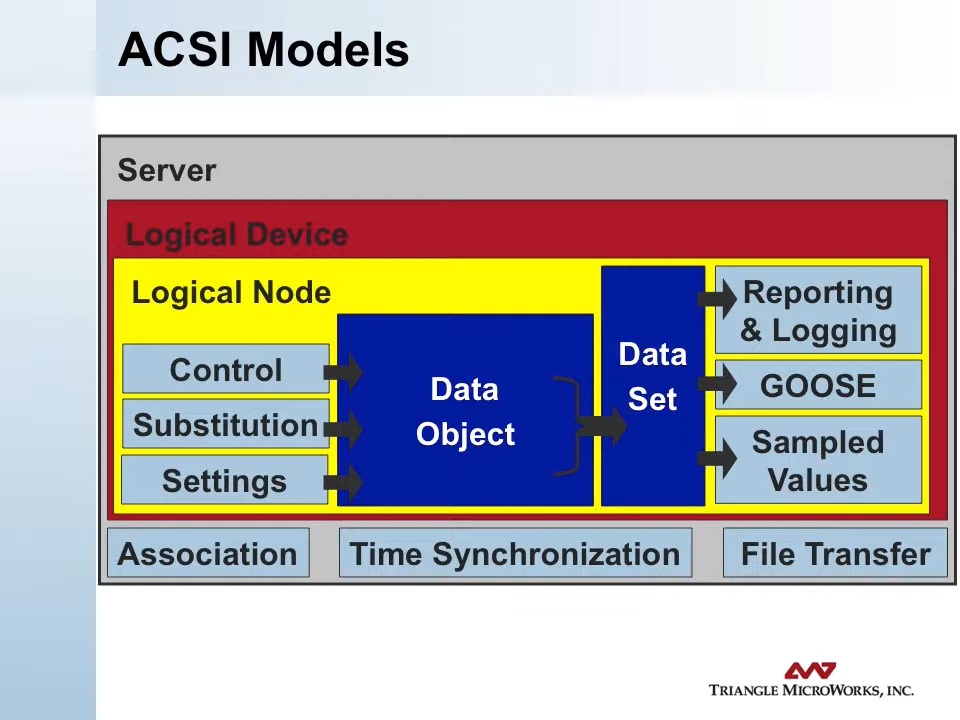 ACSI Models
Server
Logical Device
Logical Node
Control
Substitution
Settings
Data
Object
Data
Set
Reporting
& Logging
GOOSE
Sampled
Values
Association
Time Synchronization
File Transfer
TRIANGLE MICROWORKS, INC.